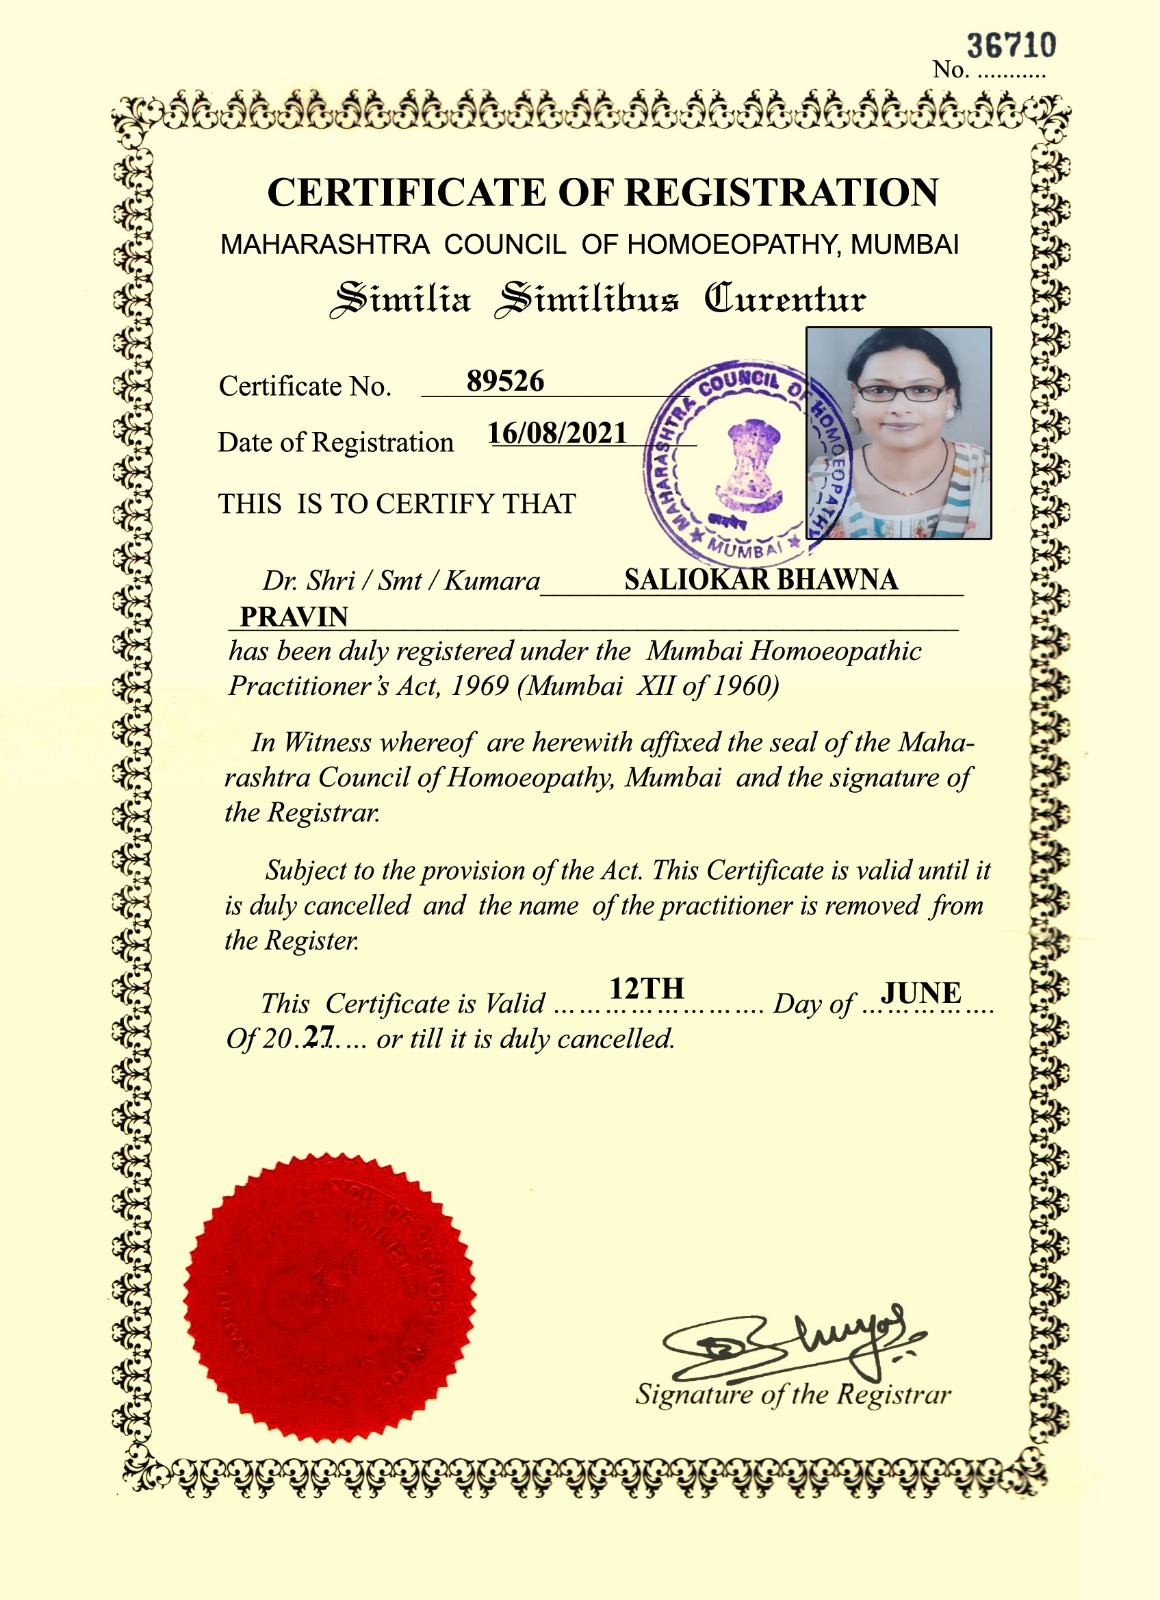 36710
No. ...........
CERTIFICATE OF REGISTRATION
MAHARASHTRA COUNCIL OF HOMOEOPATHY, MUMBAI
Similia Similibus Curentur
Certificate No. 89526
Date of Registration 16/08/2021
MAHARASHTRA COUNCIL OF HOMOEOPATHY
MUMBAI
THIS IS TO CERTIFY THAT
Dr. Shri / Smt / Kumara SALIOKAR BHAWNA
PRAVIN
has been duly registered under the Mumbai Homoeopathic
Practitioner's Act, 1969 (Mumbai XII of 1960)
In Witness whereof are herewith affixed the seal of the Maha-
rashtra Council of Homoeopathy, Mumbai and the signature of
the Registrar.
Subject to the provision of the Act. This Certificate is valid until it
is duly cancelled and the name of the practitioner is removed from
the Register.
This Certificate is Valid ... 12TH ... Day of ... JUNE ...
Of 20..27.... or till it is duly cancelled.
Signature of the Registrar